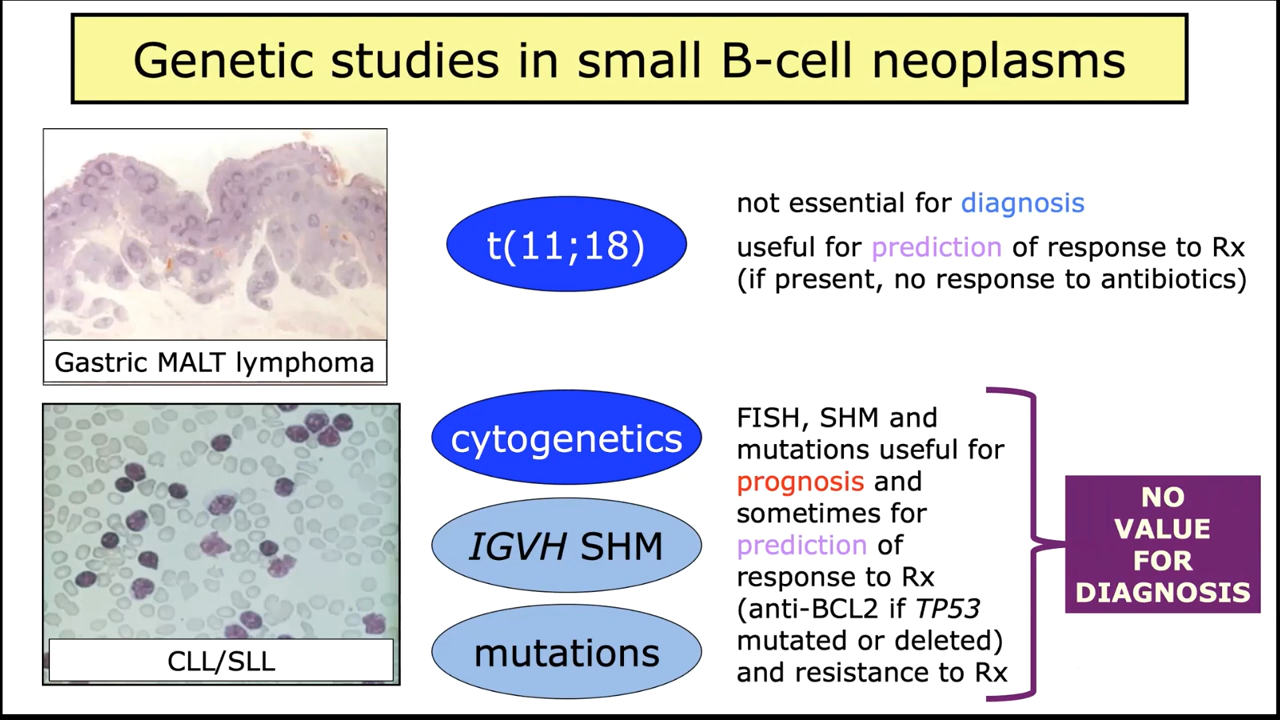 Genetic studies in small B-cell neoplasms
Gastric MALT lymphoma
t(11;18)
not essential for diagnosis
useful for prediction of response to Rx
(if present, no response to antibiotics)
CLL/SLL
cytogenetics
IGVH SHM
mutations
FISH, SHM and
mutations useful for
prognosis and
sometimes for
prediction of
response to Rx
(anti-BCL2 if TP53
mutated or deleted)
and resistance to Rx
NO
VALUE
FOR
DIAGNOSIS